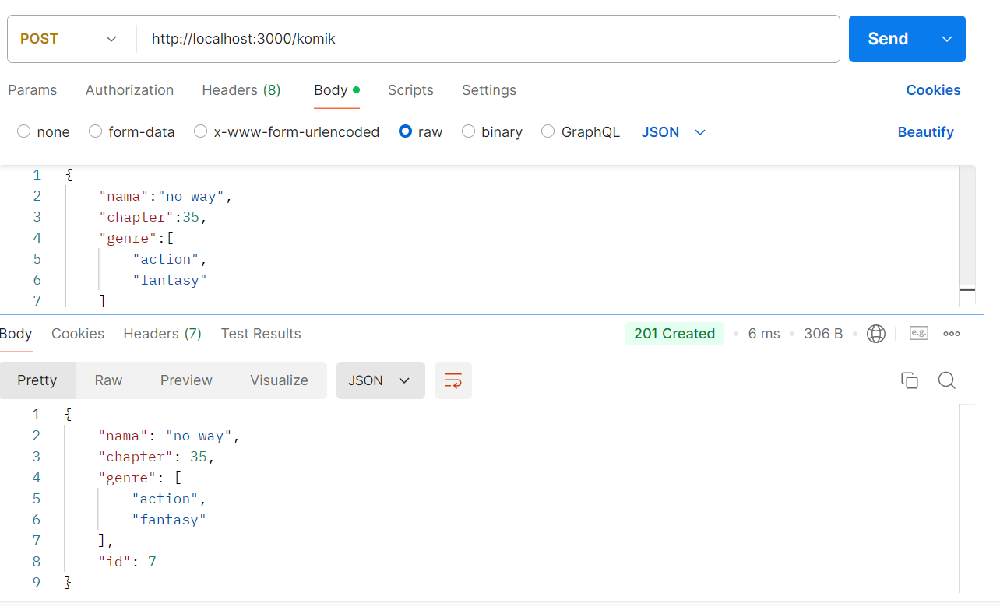 POST http://localhost:3000/komik Send
Params Authorization Headers (8) Body Scripts Settings Cookies
none form-data x-www-form-urlencoded raw binary GraphQL JSON Beautify
1 {
2 "nama":"no way",
3 "chapter":35,
4 "genre":[
5 "action",
6 "fantasy"
7 ]
Body Cookies Headers (7) Test Results 201 Created 6 ms 306 B e.g.
Pretty Raw Preview Visualize JSON
1 {
2 "nama": "no way",
3 "chapter": 35,
4 "genre": [
5 "action",
6 "fantasy"
7 ],
8 "id": 7
9 }